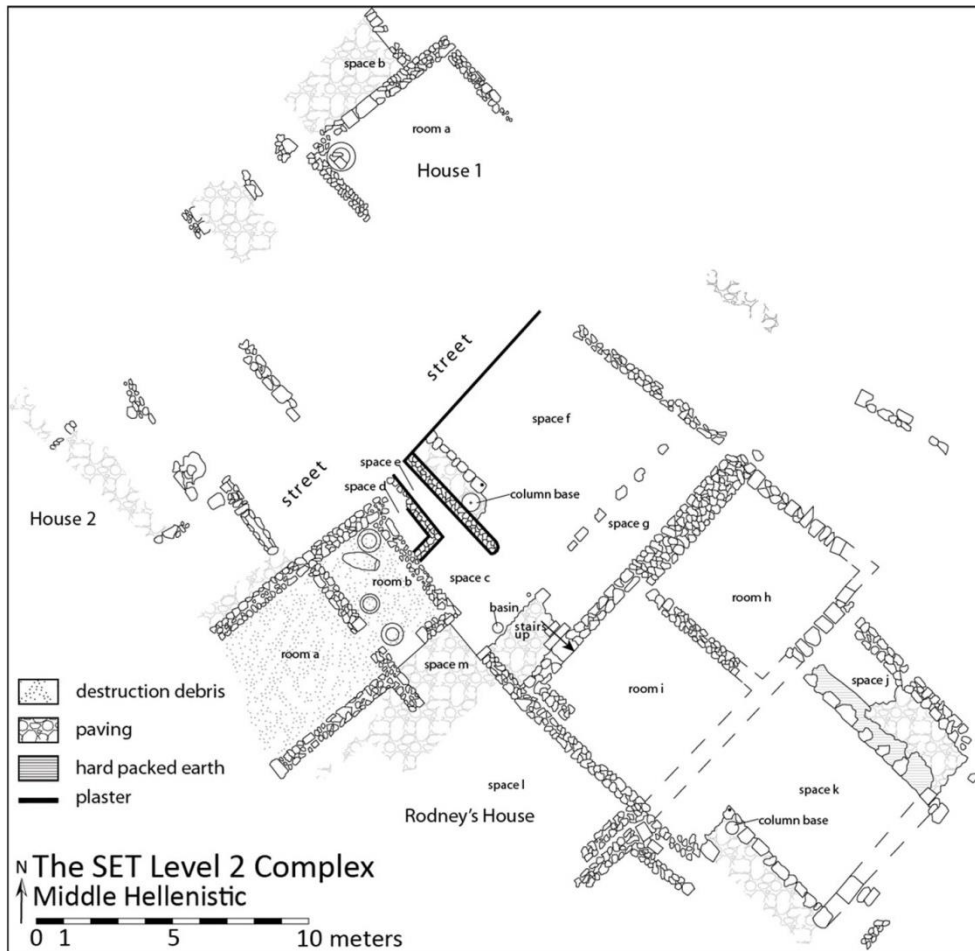 space b
room a
House 1
street
space f
space e
street
space d
column base
House 2
space g
room b
space c
room h
basin
stairs
up
room a
space m
space j
room i
destruction debris
paving
hard packed earth
space l
space k
plaster
Rodney's House
column base
The SET Level 2 Complex
N
Middle Hellenistic
0 1 5 10 meters